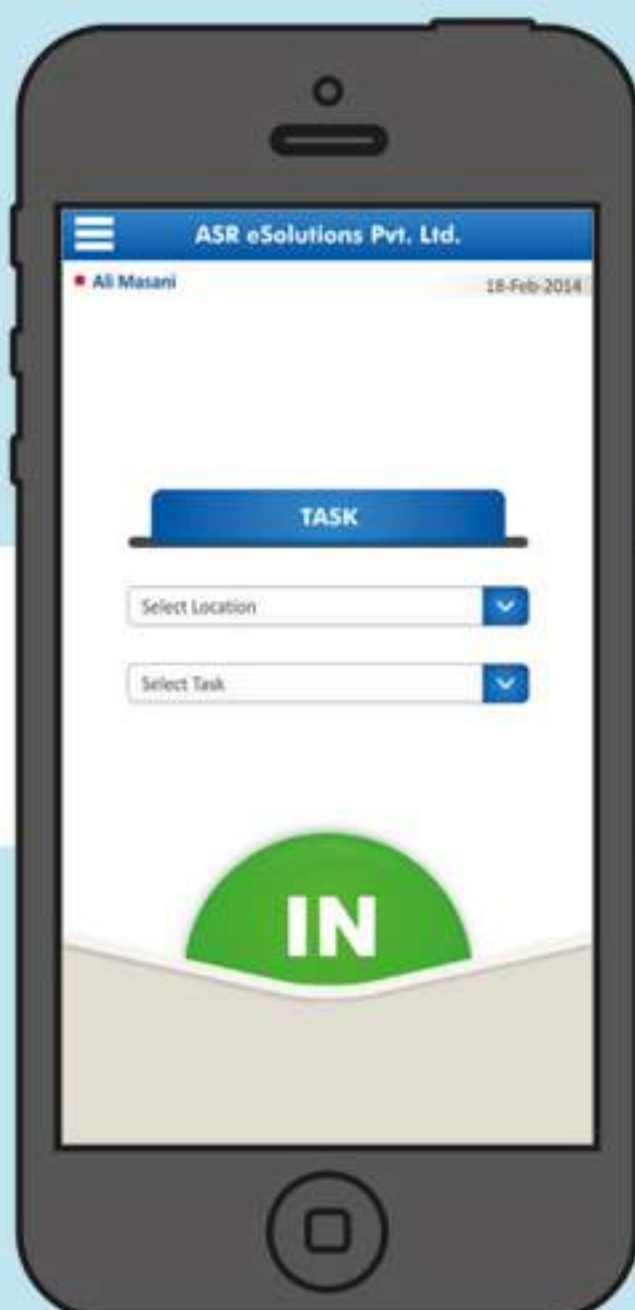 ASR eSolutions Pvt. Ltd.
Ali Masani 18-Feb-2014
TASK
Select Location
Select Task
IN